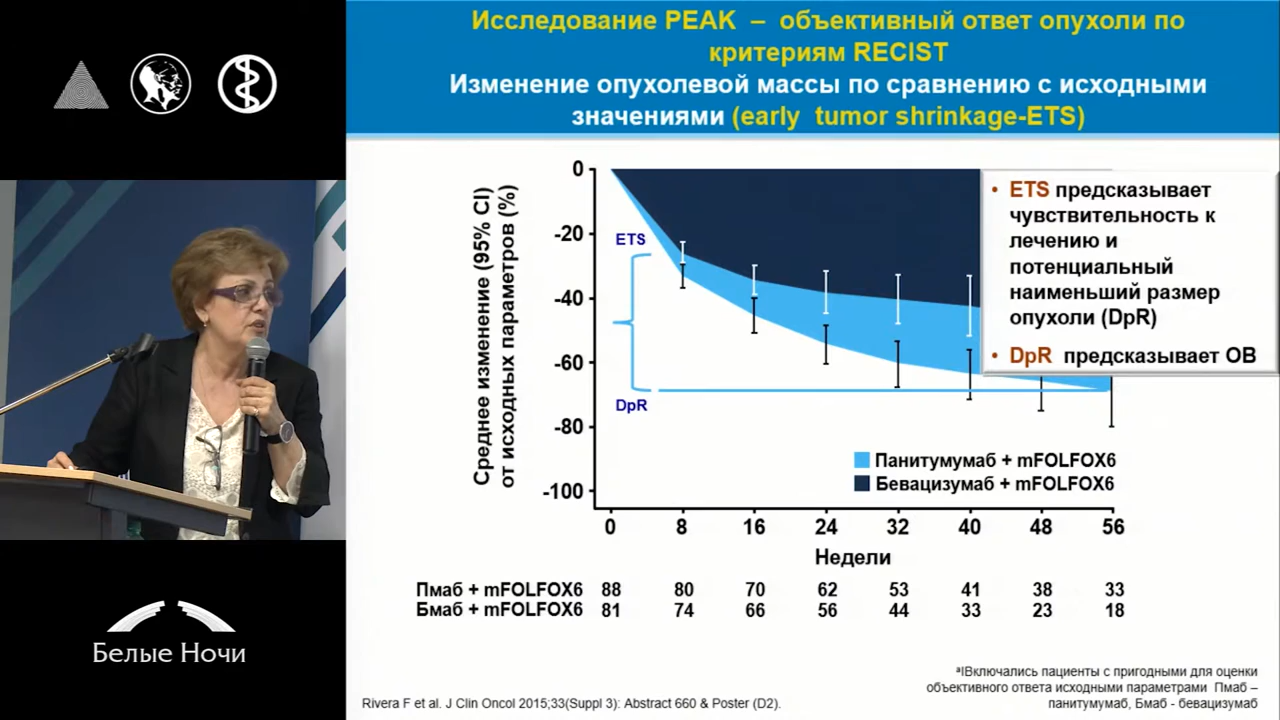 Исследование PEAK – объективный ответ опухоли по
критериям RECIST
Изменение опухолевой массы по сравнению с исходными
значениями (early tumor shrinkage-ETS)
Среднее изменение (95% CI)
от исходных параметров (%)
0
-20
-40
-60
-80
-100
ETS
DpR
• ETS предсказывает
чувствительность к
лечению и
потенциальный
наименьший размер
опухоли (DpR)
• DpR предсказывает ОВ
Панитумумаб + mFOLFOX6
Бевацизумаб + mFOLFOX6
0 8 16 24 32 40 48 56
Недели
Пмаб + mFOLFOX6 88 80 70 62 53 41 38 33
Бмаб + mFOLFOX6 81 74 66 56 44 33 23 18
Белые Ночи
ᵃIВключались пациенты с пригодными для оценки
объективного ответа исходными параметрами Пмаб –
панитумумаб, Бмаб - бевацизумаб
Rivera F et al. J Clin Oncol 2015;33(Suppl 3): Abstract 660 & Poster (D2).